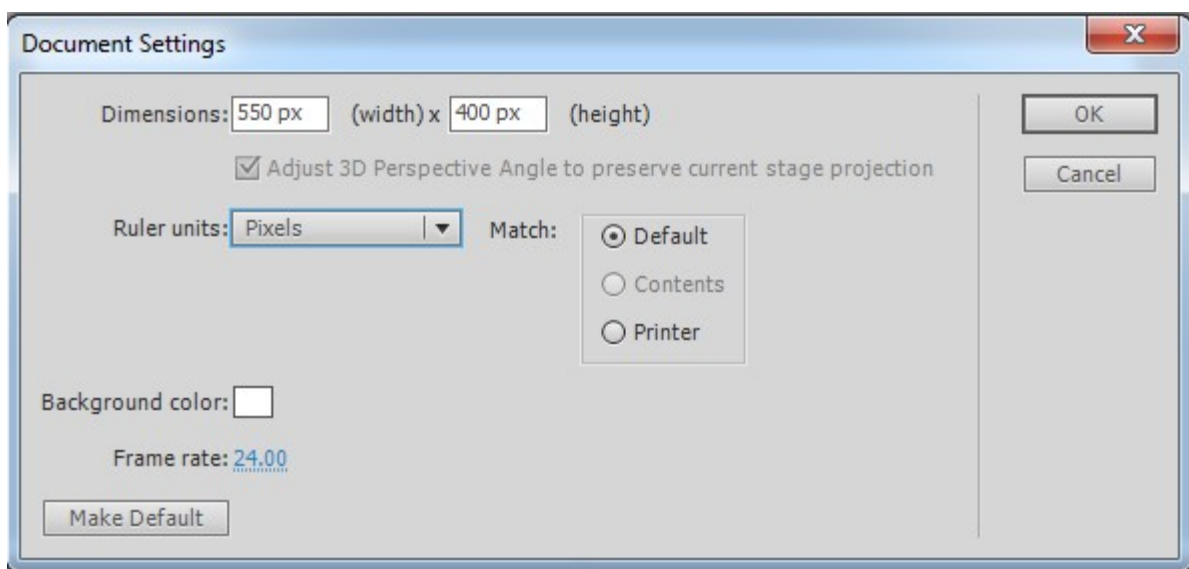 Document Settings
Dimensions: 550 px (width) x 400 px (height)
OK
Adjust 3D Perspective Angle to preserve current stage projection
Cancel
Ruler units: Pixels Match: Default
Contents
Printer
Background color:
Frame rate: 24.00
Make Default